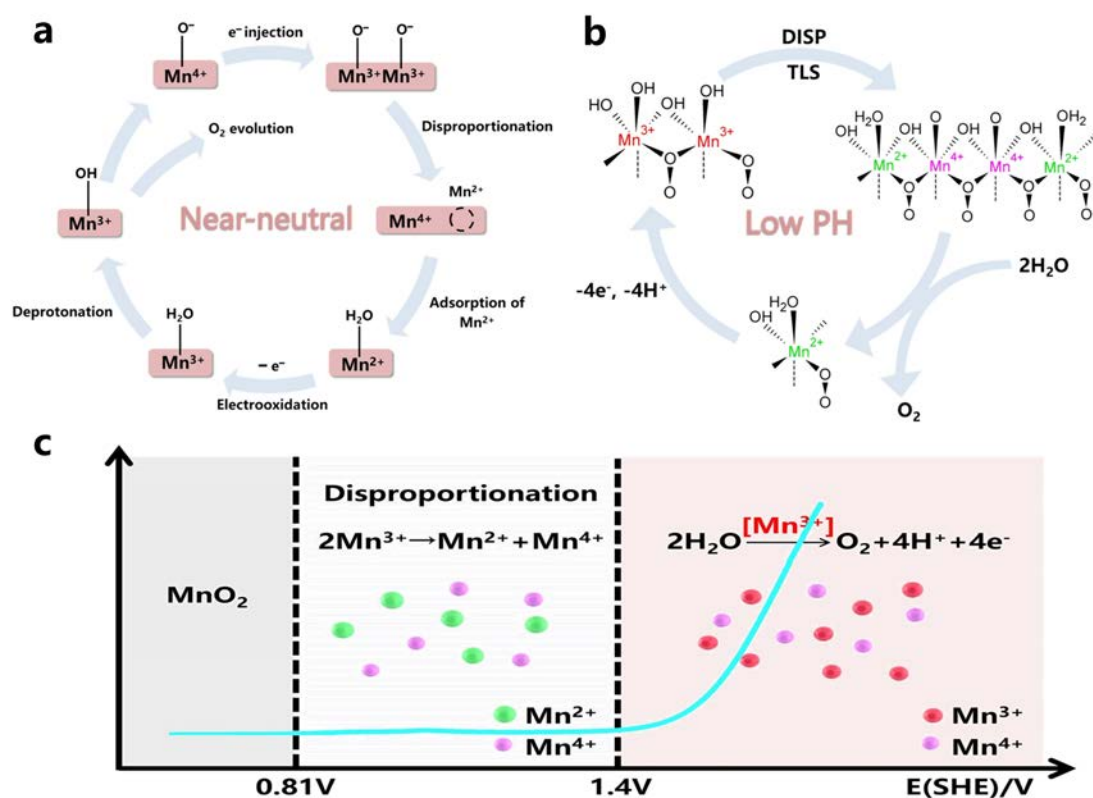 a
O⁻
Mn⁴⁺
e⁻ injection
O⁻ O⁻
Mn³⁺Mn³⁺
Disproportionation
Mn²⁺
Mn⁴⁺
Adsorption of
Mn²⁺
H₂O
Mn²⁺
− e⁻
Electrooxidation
H₂O
Mn³⁺
Deprotonation
OH
Mn³⁺
O₂ evolution
Near-neutral
b
DISP
TLS
HO OH OH OH
Mn³⁺ Mn³⁺
O O
O
H₂O O O OH₂
OH OH OH OH OH
Mn²⁺ Mn⁴⁺ Mn⁴⁺ Mn²⁺
O O O O
O
Low PH
2H₂O
-4e⁻, -4H⁺
H₂O
OH
Mn²⁺
O
O
O₂
c
Disproportionation
2Mn³⁺→Mn²⁺+Mn⁴⁺
[Mn³⁺]
2H₂O → O₂+4H⁺+4e⁻
MnO₂
Mn²⁺
Mn⁴⁺
Mn³⁺
Mn⁴⁺
0.81V
1.4V
E(SHE)/V